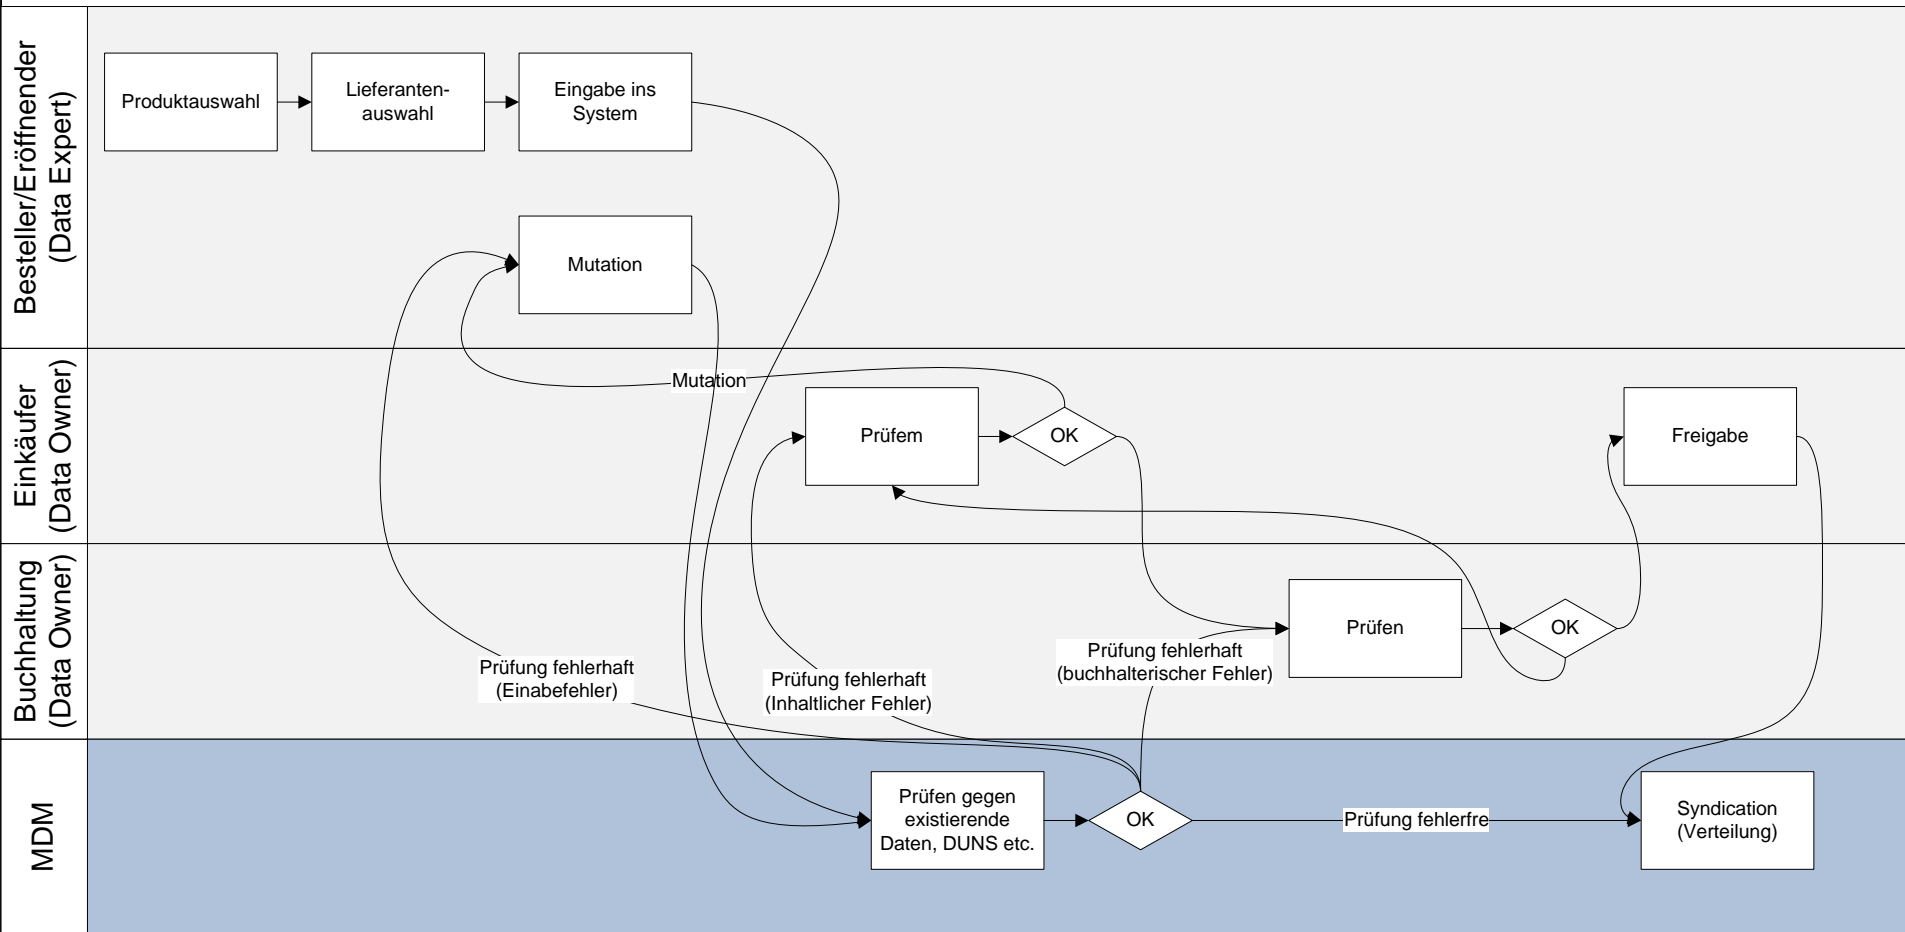 Besteller/Eröffnender
(Data Expert)
Produktauswahl
Lieferanten-
auswahl
Eingabe ins
System
Mutation
Einkäufer
(Data Owner)
Mutation
Prüfem
OK
Freigabe
Buchhaltung
(Data Owner)
Prüfung fehlerhaft
(Einabefehler)
Prüfung fehlerhaft
(Inhaltlicher Fehler)
Prüfung fehlerhaft
(buchhalterischer Fehler)
Prüfen
OK
MDM
Prüfen gegen
existierende
Daten, DUNS etc.
OK
Prüfung fehlerfre
Syndication
(Verteilung)